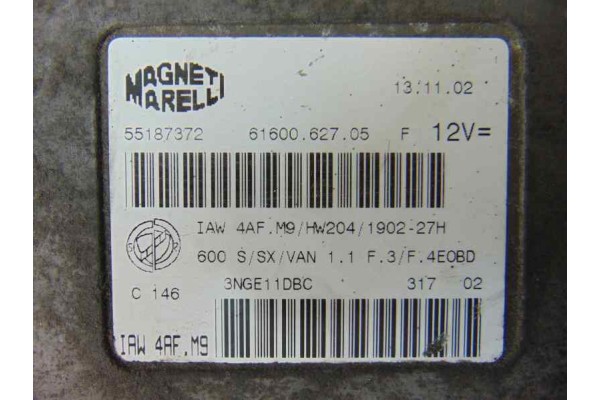 MAGNETI
MARELLI
13.11.02
55187372 61600.627.05 F 12V=
IAW 4AF.M9/HW204/1902-27H
600 S/SX/VAN 1.1 F.3/F.4EOBD
C 146 3NGE11DBC 317 02
IAW 4AF.M9